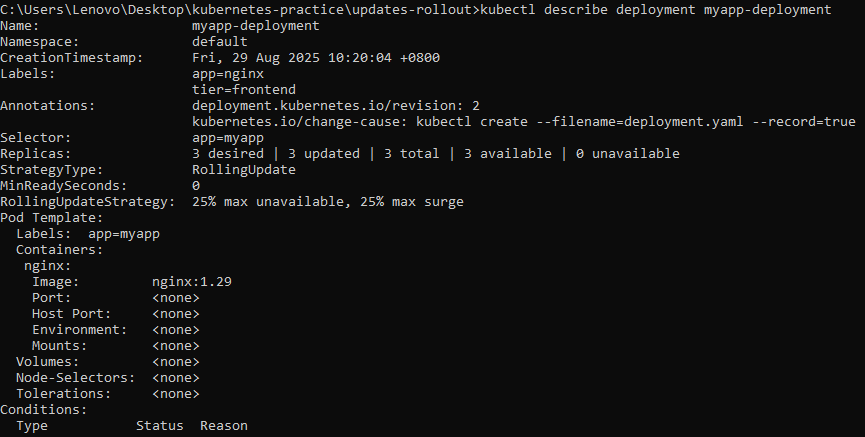 C:\Users\Lenovo\Desktop\kubernetes-practice\updates-rollout>kubectl describe deployment myapp-deployment
Name:                   myapp-deployment
Namespace:              default
CreationTimestamp:      Fri, 29 Aug 2025 10:20:04 +0800
Labels:                 app=nginx
                        tier=frontend
Annotations:            deployment.kubernetes.io/revision: 2
                        kubernetes.io/change-cause: kubectl create --filename=deployment.yaml --record=true
Selector:               app=myapp
Replicas:               3 desired | 3 updated | 3 total | 3 available | 0 unavailable
StrategyType:           RollingUpdate
MinReadySeconds:        0
RollingUpdateStrategy:  25% max unavailable, 25% max surge
Pod Template:
  Labels:  app=myapp
  Containers:
   nginx:
    Image:         nginx:1.29
    Port:          <none>
    Host Port:     <none>
    Environment:   <none>
    Mounts:        <none>
  Volumes:         <none>
  Node-Selectors:  <none>
  Tolerations:     <none>
Conditions:
  Type           Status  Reason